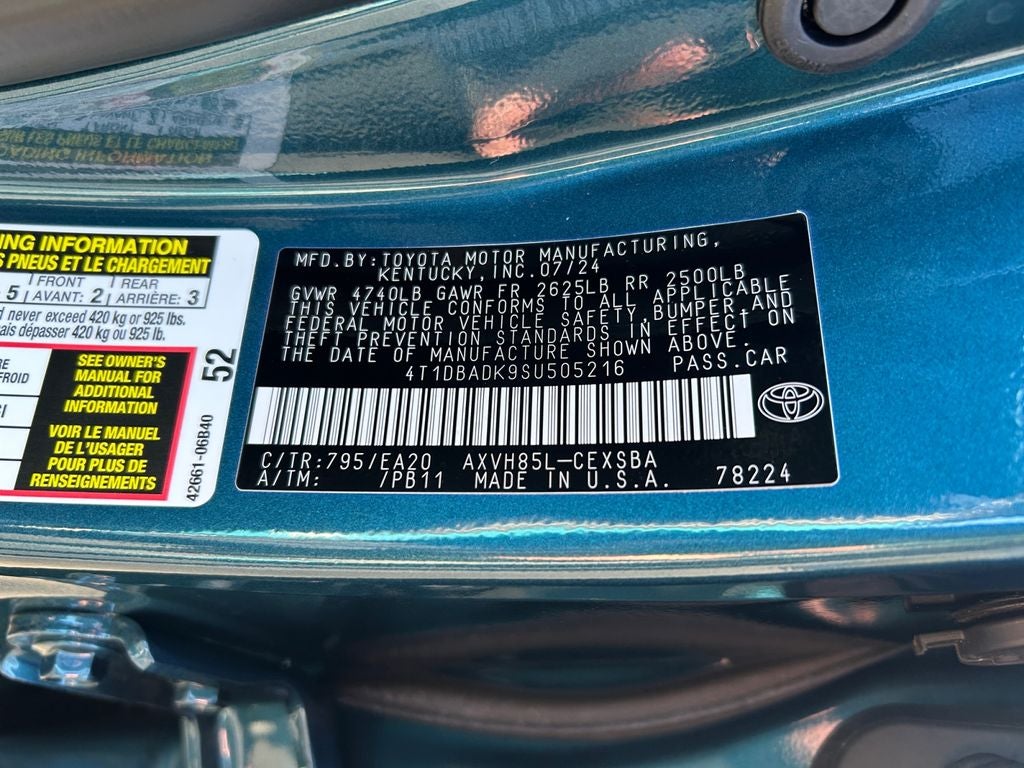 NG INFORMATION
S PNEUS ET LE CHARGEMENT
5 FRONT AVANT: 2 REAR ARRIÈRE: 3
d never exceed 420 kg or 925 lbs.
ais dépasser 420 kg ou 925 lb.
RE
FROID
SEE OWNER'S
MANUAL FOR
ADDITIONAL
INFORMATION
VOIR LE MANUEL
DE L'USAGER
POUR PLUS DE
RENSEIGNEMENTS
52
42661-06B40
MFD.BY:TOYOTA MOTOR MANUFACTURING,
KENTUCKY,INC.07/24
GVWR 4740LB GAWR FR 2625LB RR 2500LB
THIS VEHICLE CONFORMS TO ALL APPLICABLE
FEDERAL MOTOR VEHICLE SAFETY,BUMPER,AND
THEFT PREVENTION STANDARDS IN EFFECT ON
THE DATE OF MANUFACTURE SHOWN ABOVE.
4T1DBADK9SU505216 PASS.CAR
C/TR:795/EA20 AXVH85L-CEXSBA
A/TM: /PB11 MADE IN U.S.A. 78224